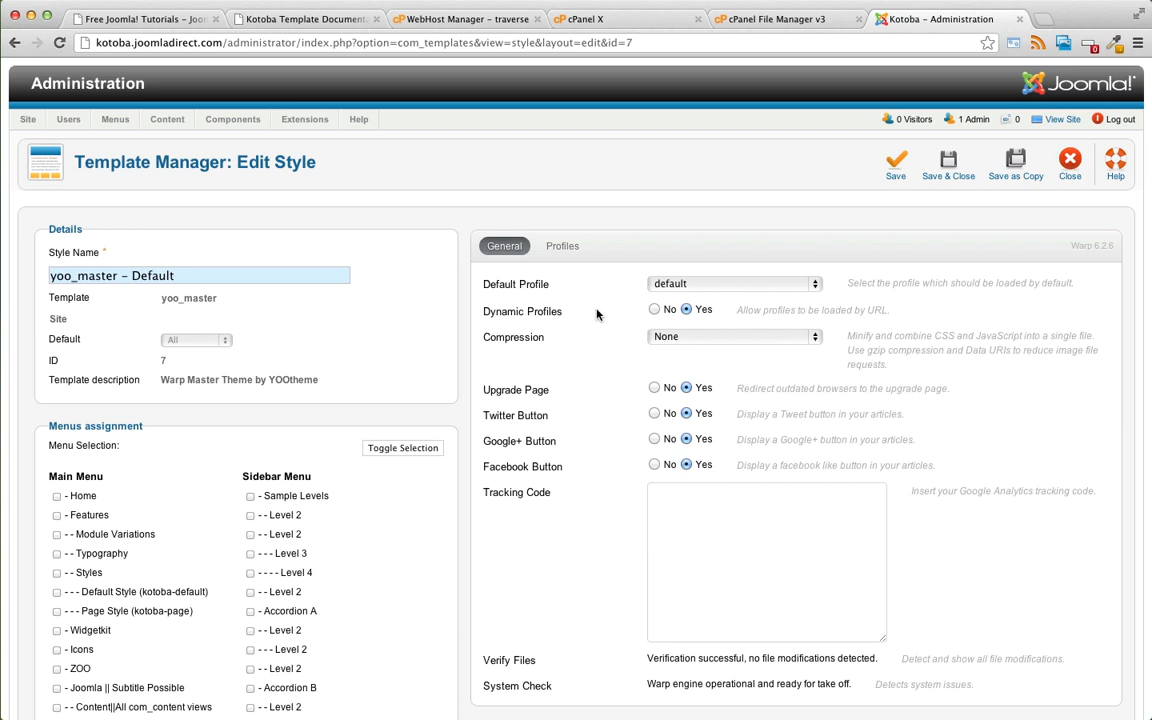 Free Joomla! Tutorials – Joo
Kotoba Template Document
WebHost Manager – traverse
cPanel X
cPanel File Manager v3
Kotoba – Administration
kotoba.joomladirect.com/administrator/index.php?option=com_templates&view=style&layout=edit&id=7
0
Administration
Joomla!
Site Users Menus Content Components Extensions Help
0 Visitors 1 Admin 0 View Site Log out
Template Manager: Edit Style
Save Save & Close Save as Copy Close Help
Details
Style Name *
yoo_master – Default
Template yoo_master
Site
Default All
ID 7
Template description Warp Master Theme by YOOtheme
Menus assignment
Menu Selection: Toggle Selection
Main Menu
- Home
- Features
- - Module Variations
- - Typography
- - Styles
- - - Default Style (kotoba-default)
- - - Page Style (kotoba-page)
- Widgetkit
- Icons
- ZOO
- Joomla || Subtitle Possible
- Content||All com_content views
Sidebar Menu
- Sample Levels
- - Level 2
- - Level 2
- - - Level 3
- - - - Level 4
- - Level 2
- Accordion A
- - Level 2
- - - Level 2
- - Level 2
- Accordion B
- - Level 2
General Profiles Warp 6.2.6
Default Profile default Select the profile which should be loaded by default.
Dynamic Profiles No Yes Allow profiles to be loaded by URL.
Compression None Minify and combine CSS and JavaScript into a single file.
Use gzip compression and Data URIs to reduce image file
requests.
Upgrade Page No Yes Redirect outdated browsers to the upgrade page.
Twitter Button No Yes Display a Tweet button in your articles.
Google+ Button No Yes Display a Google+ button in your articles.
Facebook Button No Yes Display a facebook like button in your articles.
Tracking Code Insert your Google Analytics tracking code.
Verify Files Verification successful, no file modifications detected. Detect and show all file modifications.
System Check Warp engine operational and ready for take off. Detects system issues.